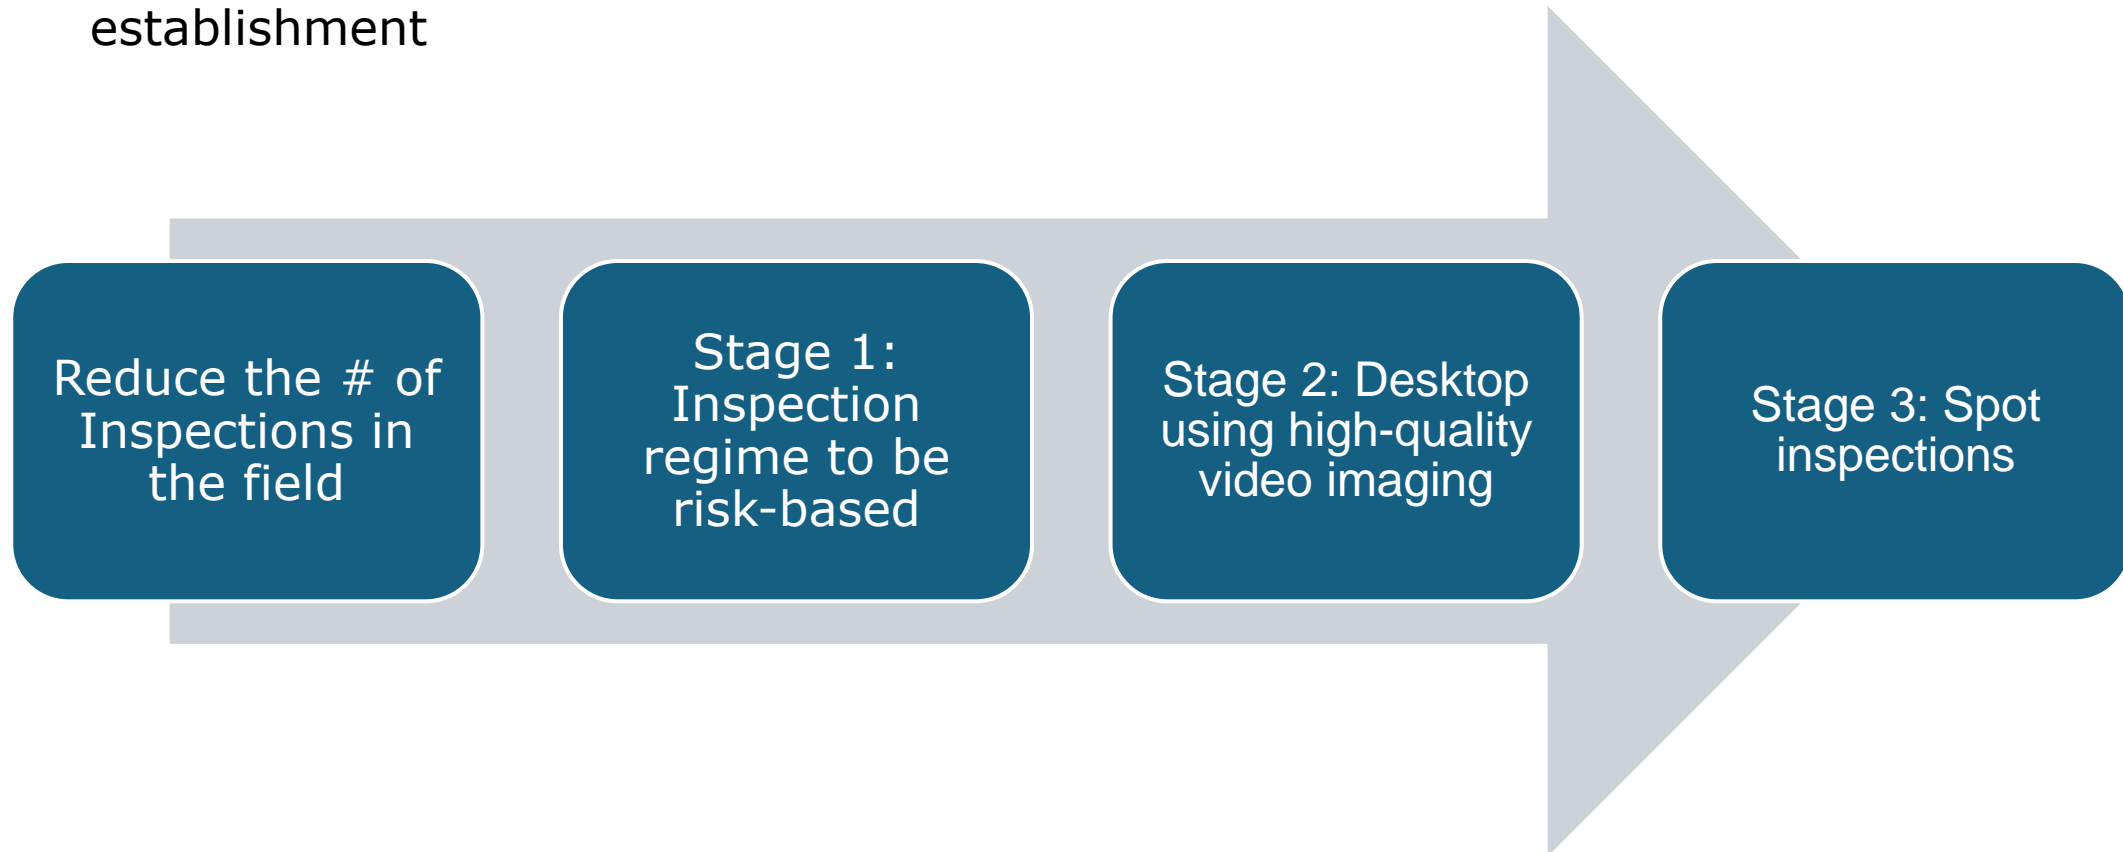 establishment
Reduce the # of
Inspections in
the field
Stage 1:
Inspection
regime to be
risk-based
Stage 2: Desktop
using high-quality
video imaging
Stage 3: Spot
inspections